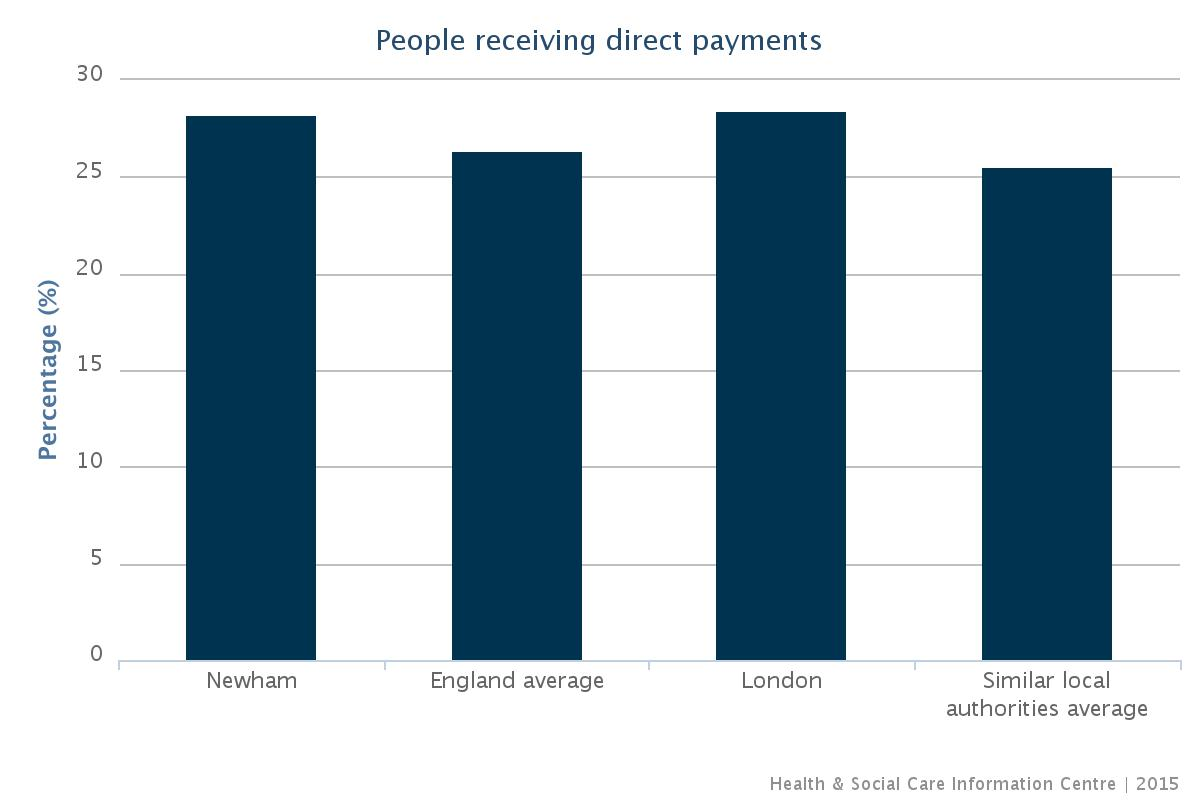 People receiving direct payments
30
25
20
15
10
5
0
Percentage (%)
Newham
England average
London
Similar local
authorities average
Health & Social Care Information Centre | 2015